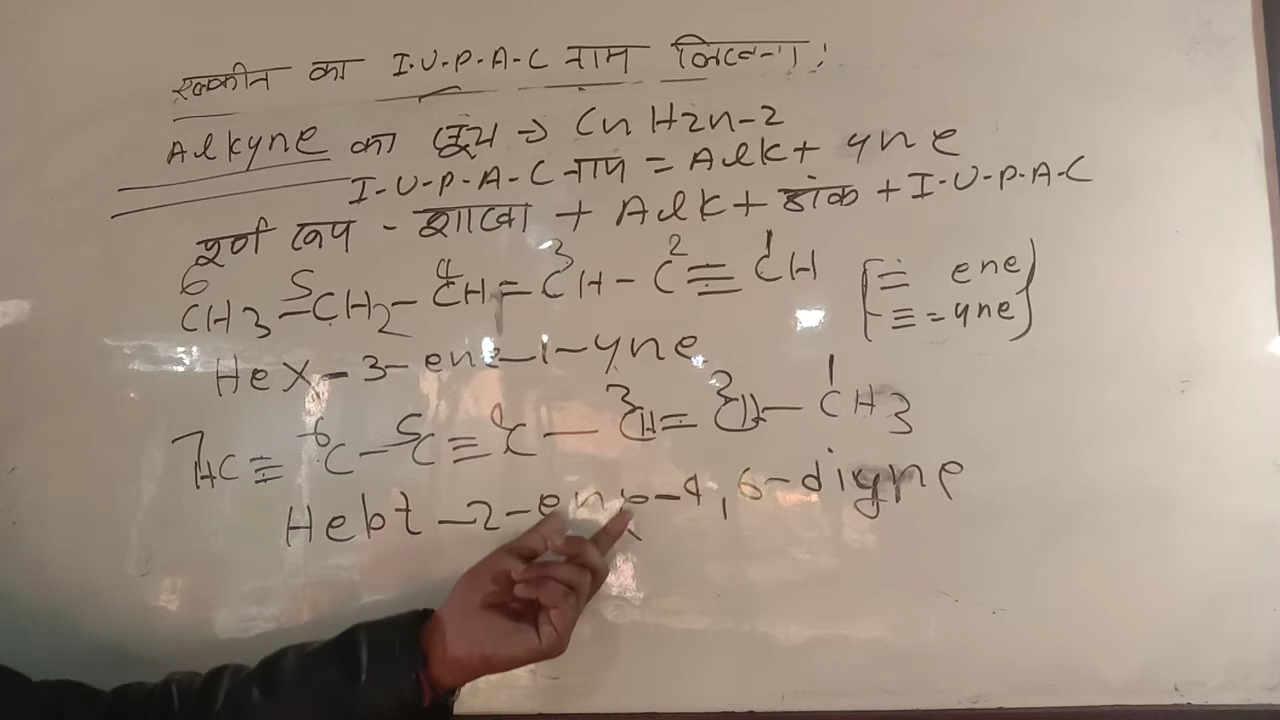 एल्कीन का I.U.P.A.C नाम लिखना!
Alkyne का सूत्र → CnH2n-2
I-U-P-A-C नाम = Alk + yne
पूर्ण नाम - शाखा + Alk + अंक + I-U-P-A-C
6 5 4 3 2 1
CH3-CH2-CH=CH-C≡CH {= ene
≡ = yne}
Hex-3-ene-1-yne
7 6 5 4 3 2 1
HC≡C-C≡C-CH=CH-CH3
Hebt-2-ene-4,6-diyne